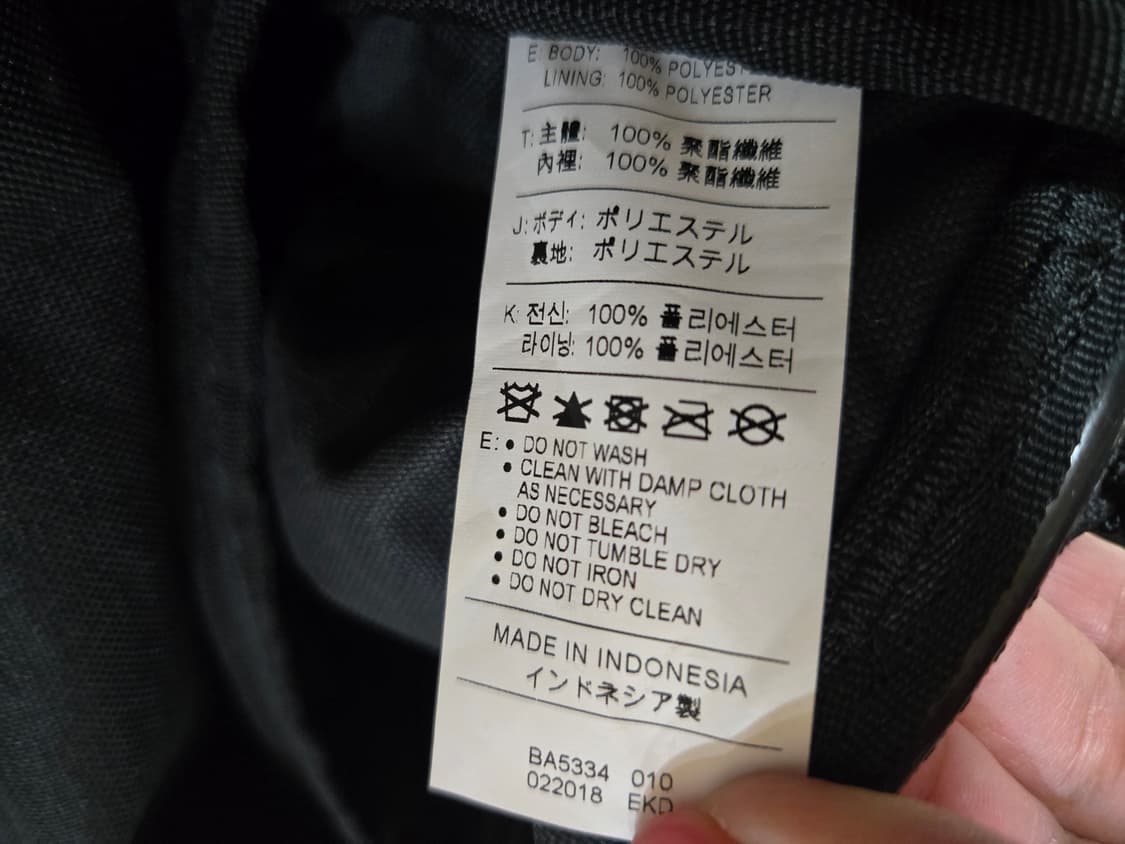 E: BODY: 100% POLYEST
LINING: 100% POLYESTER
T: 主體: 100% 聚酯纖維
內裡: 100% 聚酯纖維
J: ボディ: ポリエステル
裏地: ポリエステル
K: 전신: 100% 폴리에스터
라이닝: 100% 폴리에스터
E: • DO NOT WASH
• CLEAN WITH DAMP CLOTH
AS NECESSARY
• DO NOT BLEACH
• DO NOT TUMBLE DRY
• DO NOT IRON
• DO NOT DRY CLEAN
MADE IN INDONESIA
インドネシア製
BA5334 010
022018 EKD